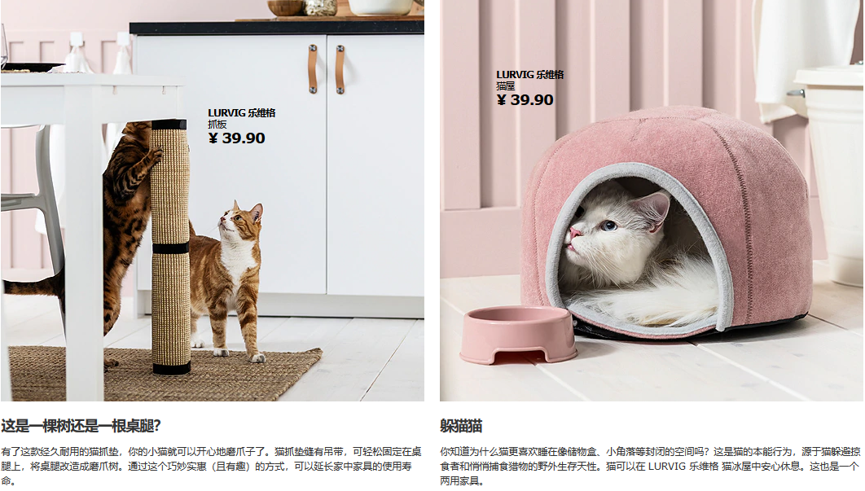 LURVIG 乐维格
抓板
¥ 39.90
LURVIG 乐维格
猫屋
¥ 39.90
这是一棵树还是一根桌腿?
有了这款经久耐用的猫抓垫，你的小猫就可以开心地磨爪子了。猫抓垫缝有吊带，可轻松固定在桌
腿上，将桌腿改造成磨爪树。通过这个巧妙实惠（且有趣）的方式，可以延长家中家具的使用寿
命。
躲猫猫
你知道为什么猫更喜欢睡在像储物盒、小角落等封闭的空间吗？这是猫的本能行为，源于猫躲避掠
食者和悄悄捕食猎物的野外生存天性。猫可以在 LURVIG 乐维格 猫冰屋中安心休息。这也是一个
两用家具。